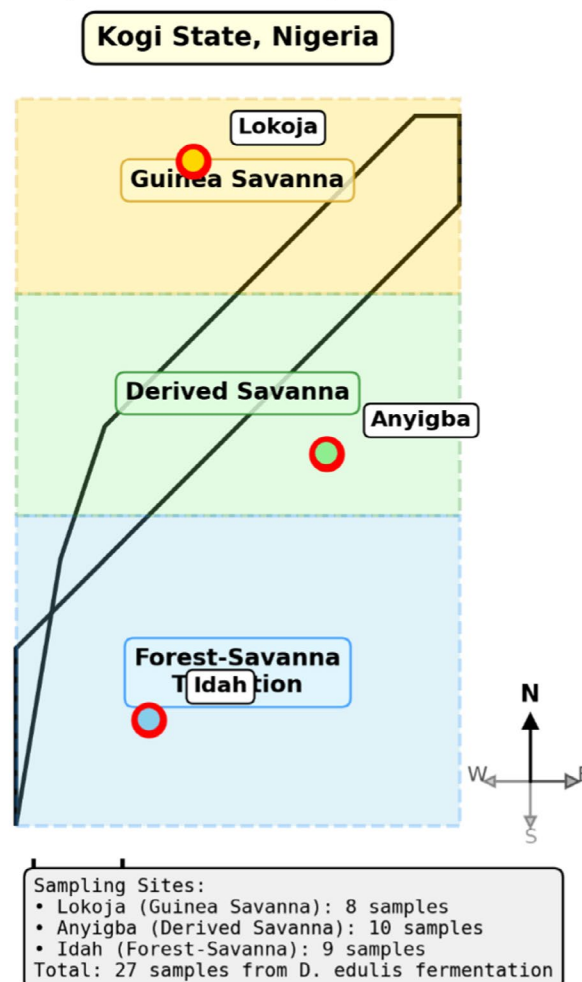 Kogi State, Nigeria
Lokoja
Guinea Savanna
Derived Savanna
Anyigba
Forest-Savanna
Idah
N
W
S
Sampling Sites:
• Lokoja (Guinea Savanna): 8 samples
• Anyigba (Derived Savanna): 10 samples
• Idah (Forest-Savanna): 9 samples
Total: 27 samples from D. edulis fermentation